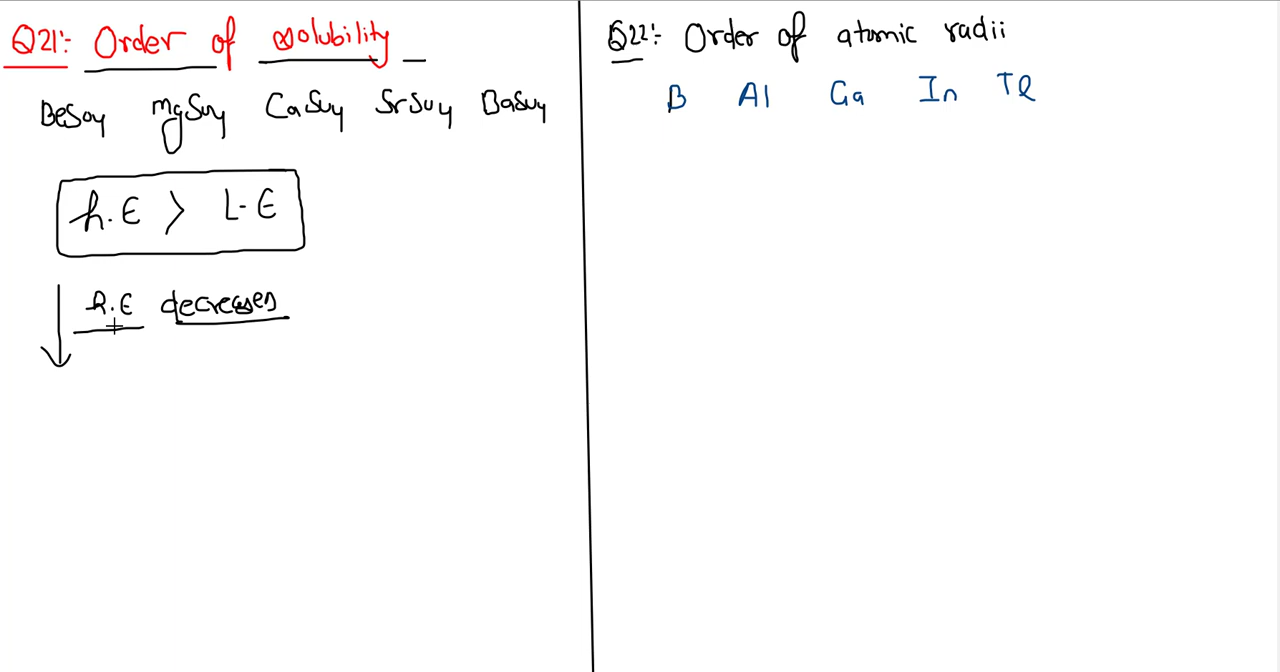 Q21:- Order of solubility
BeSO4 MgSO4 CaSO4 SrSO4 BaSO4
h.E > L.E
h.E decreases
Q22:- Order of atomic radii
B Al Ga In Tl